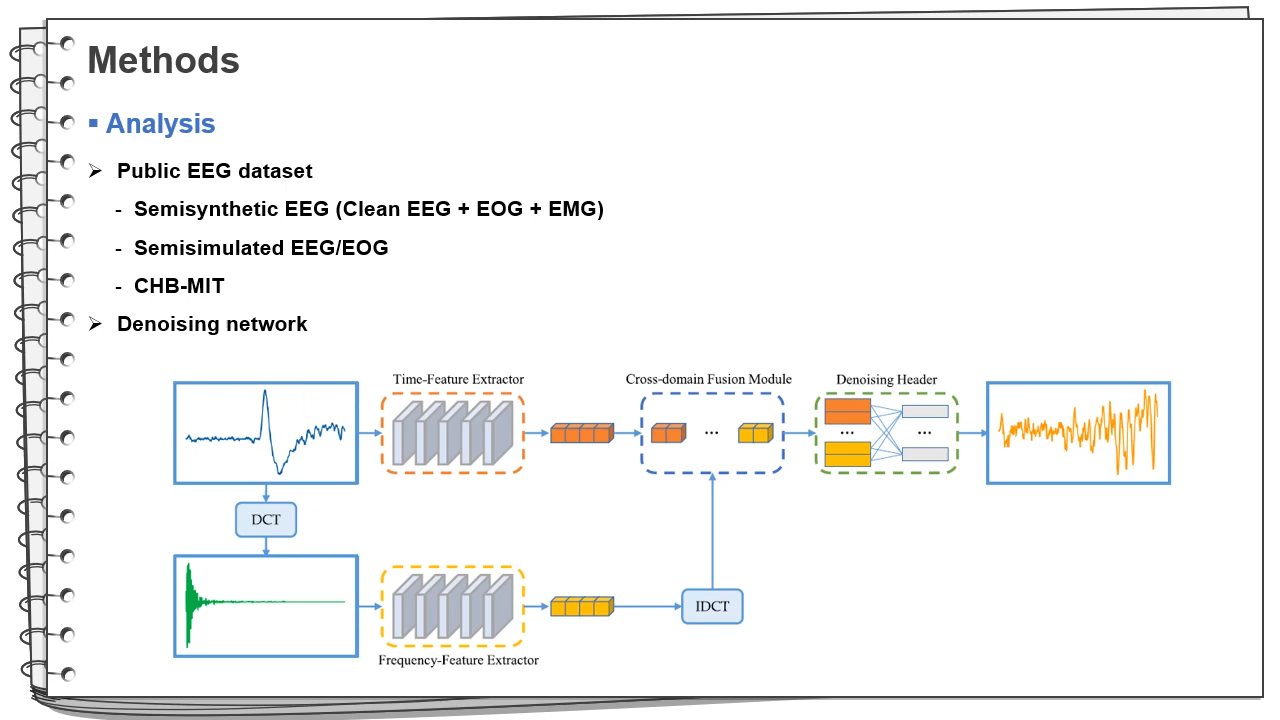 Methods
▪ Analysis
➢ Public EEG dataset
- Semisynthetic EEG (Clean EEG + EOG + EMG)
- Semisimulated EEG/EOG
- CHB-MIT
➢ Denoising network
Time-Feature Extractor
Cross-domain Fusion Module
Denoising Header
...
...
...
DCT
IDCT
Frequency-Feature Extractor